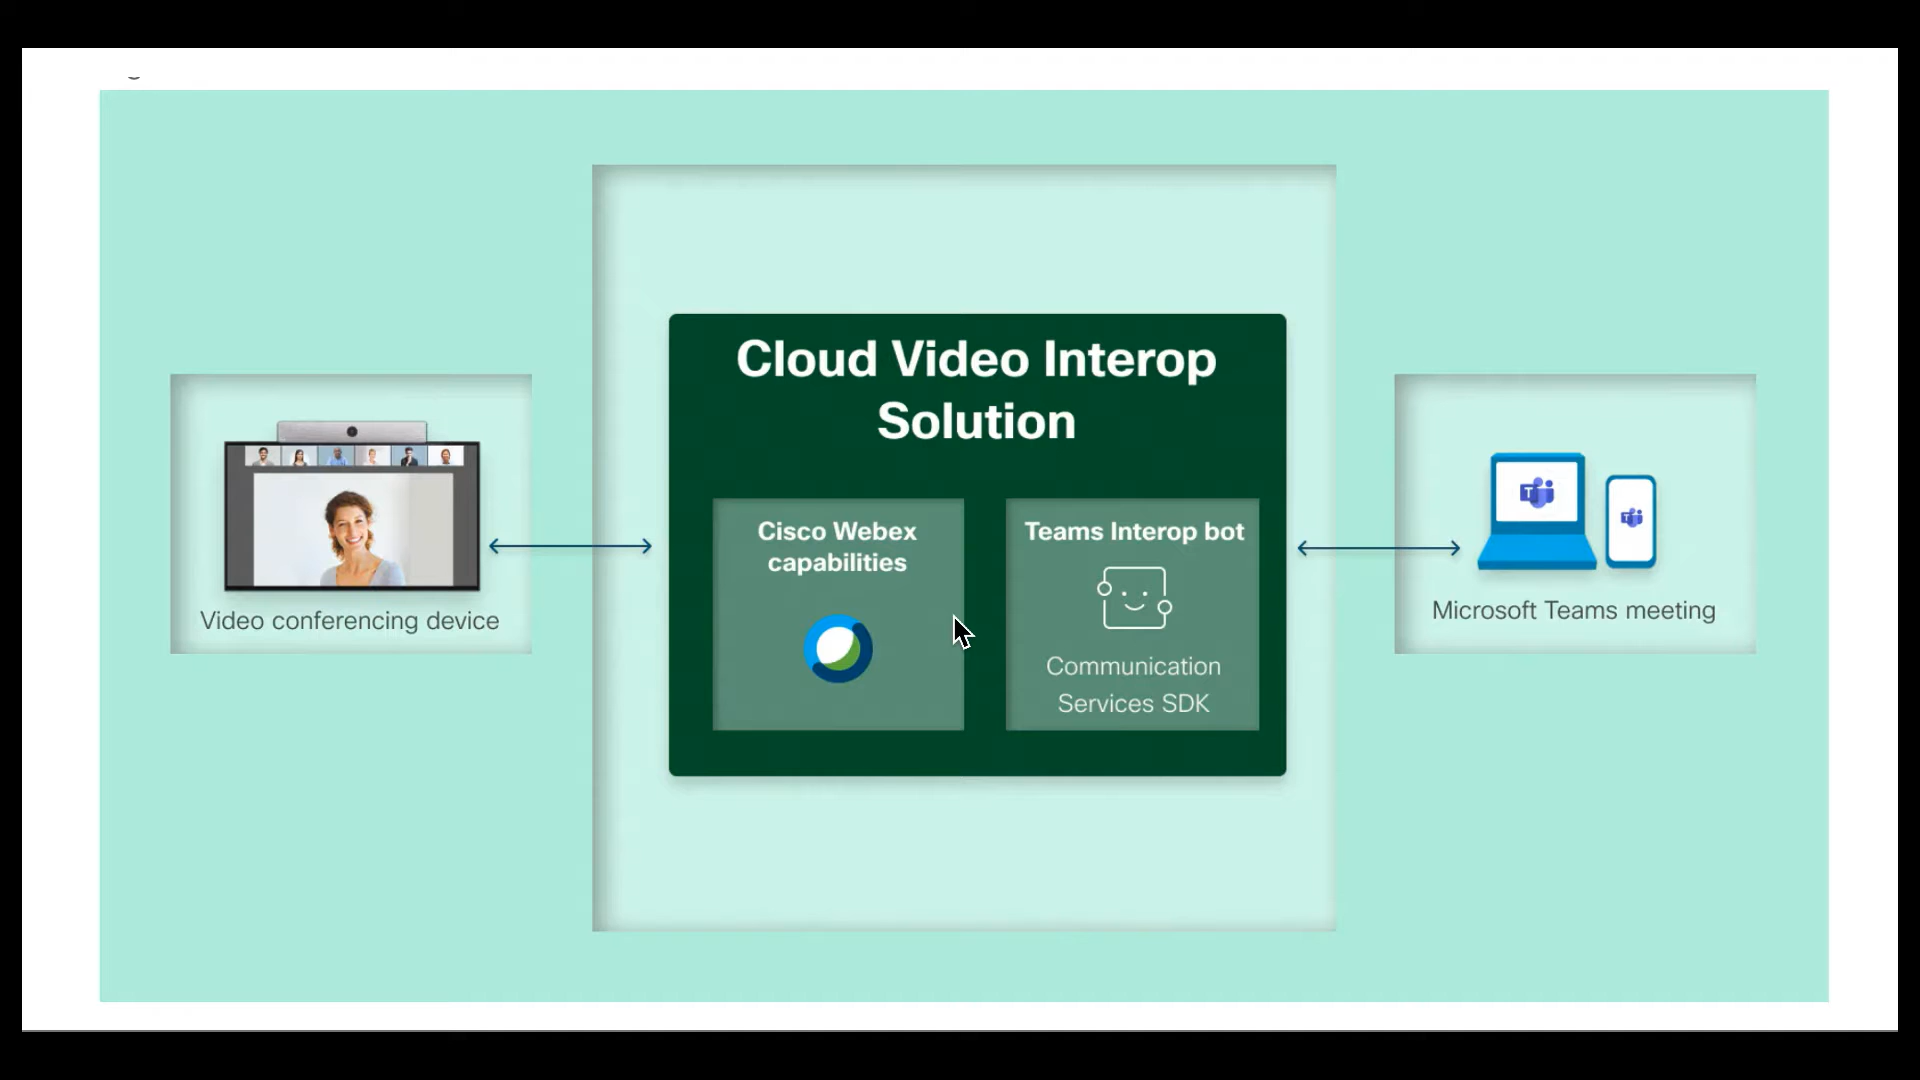 Cloud Video Interop
Solution
Cisco Webex
capabilities
Teams Interop bot
Communication
Services SDK
Video conferencing device
T
T
Microsoft Teams meeting